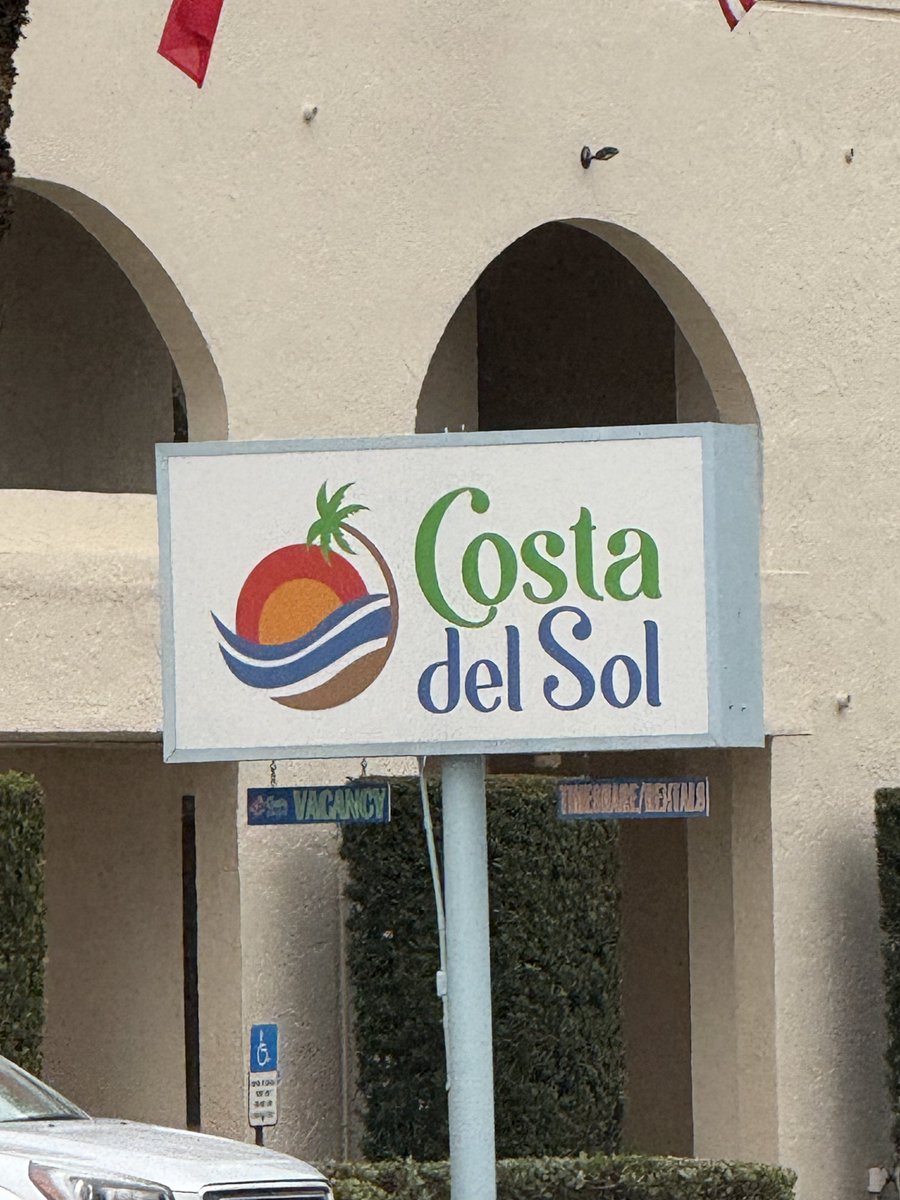 Costa
del Sol
VACANCY
TIMESHARE/RENTALS